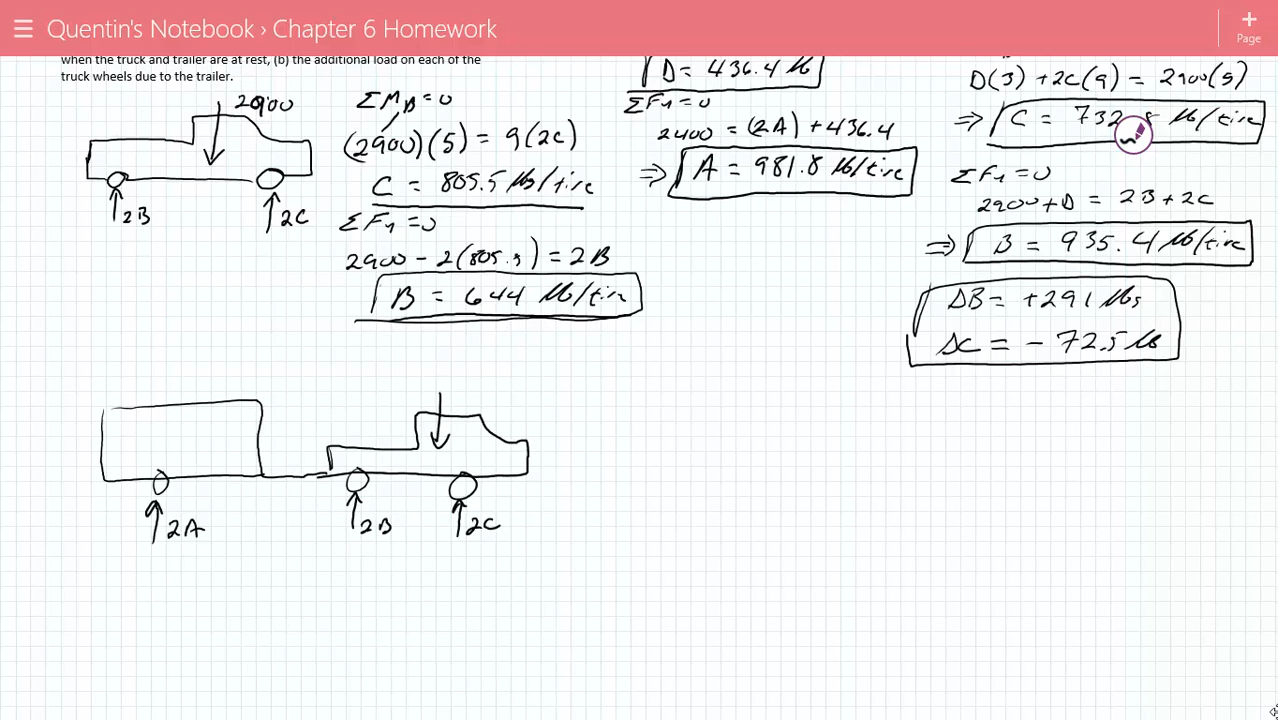 Quentin's Notebook › Chapter 6 Homework
Page
when the truck and trailer are at rest, (b) the additional load on each of the
truck wheels due to the trailer.
2900
2B
2C
ΣM_B = 0
(2900)(5) = 9(2C)
C = 805.5 lb/tire
ΣFy = 0
2900 - 2(805.5) = 2B
B = 644 lb/tire
D = 436.4 lb
ΣFy = 0
2400 = (2A) + 436.4
⇒ A = 981.8 lb/tire
D(3) + 2C(9) = 2900(5)
⇒ C = 732. lb/tire
ΣFy = 0
2900 + D = 2B + 2C
⇒ B = 935.4 lb/tire
ΔB = +291 lbs
ΔC = - 72.5 lb
2A
2B
2C